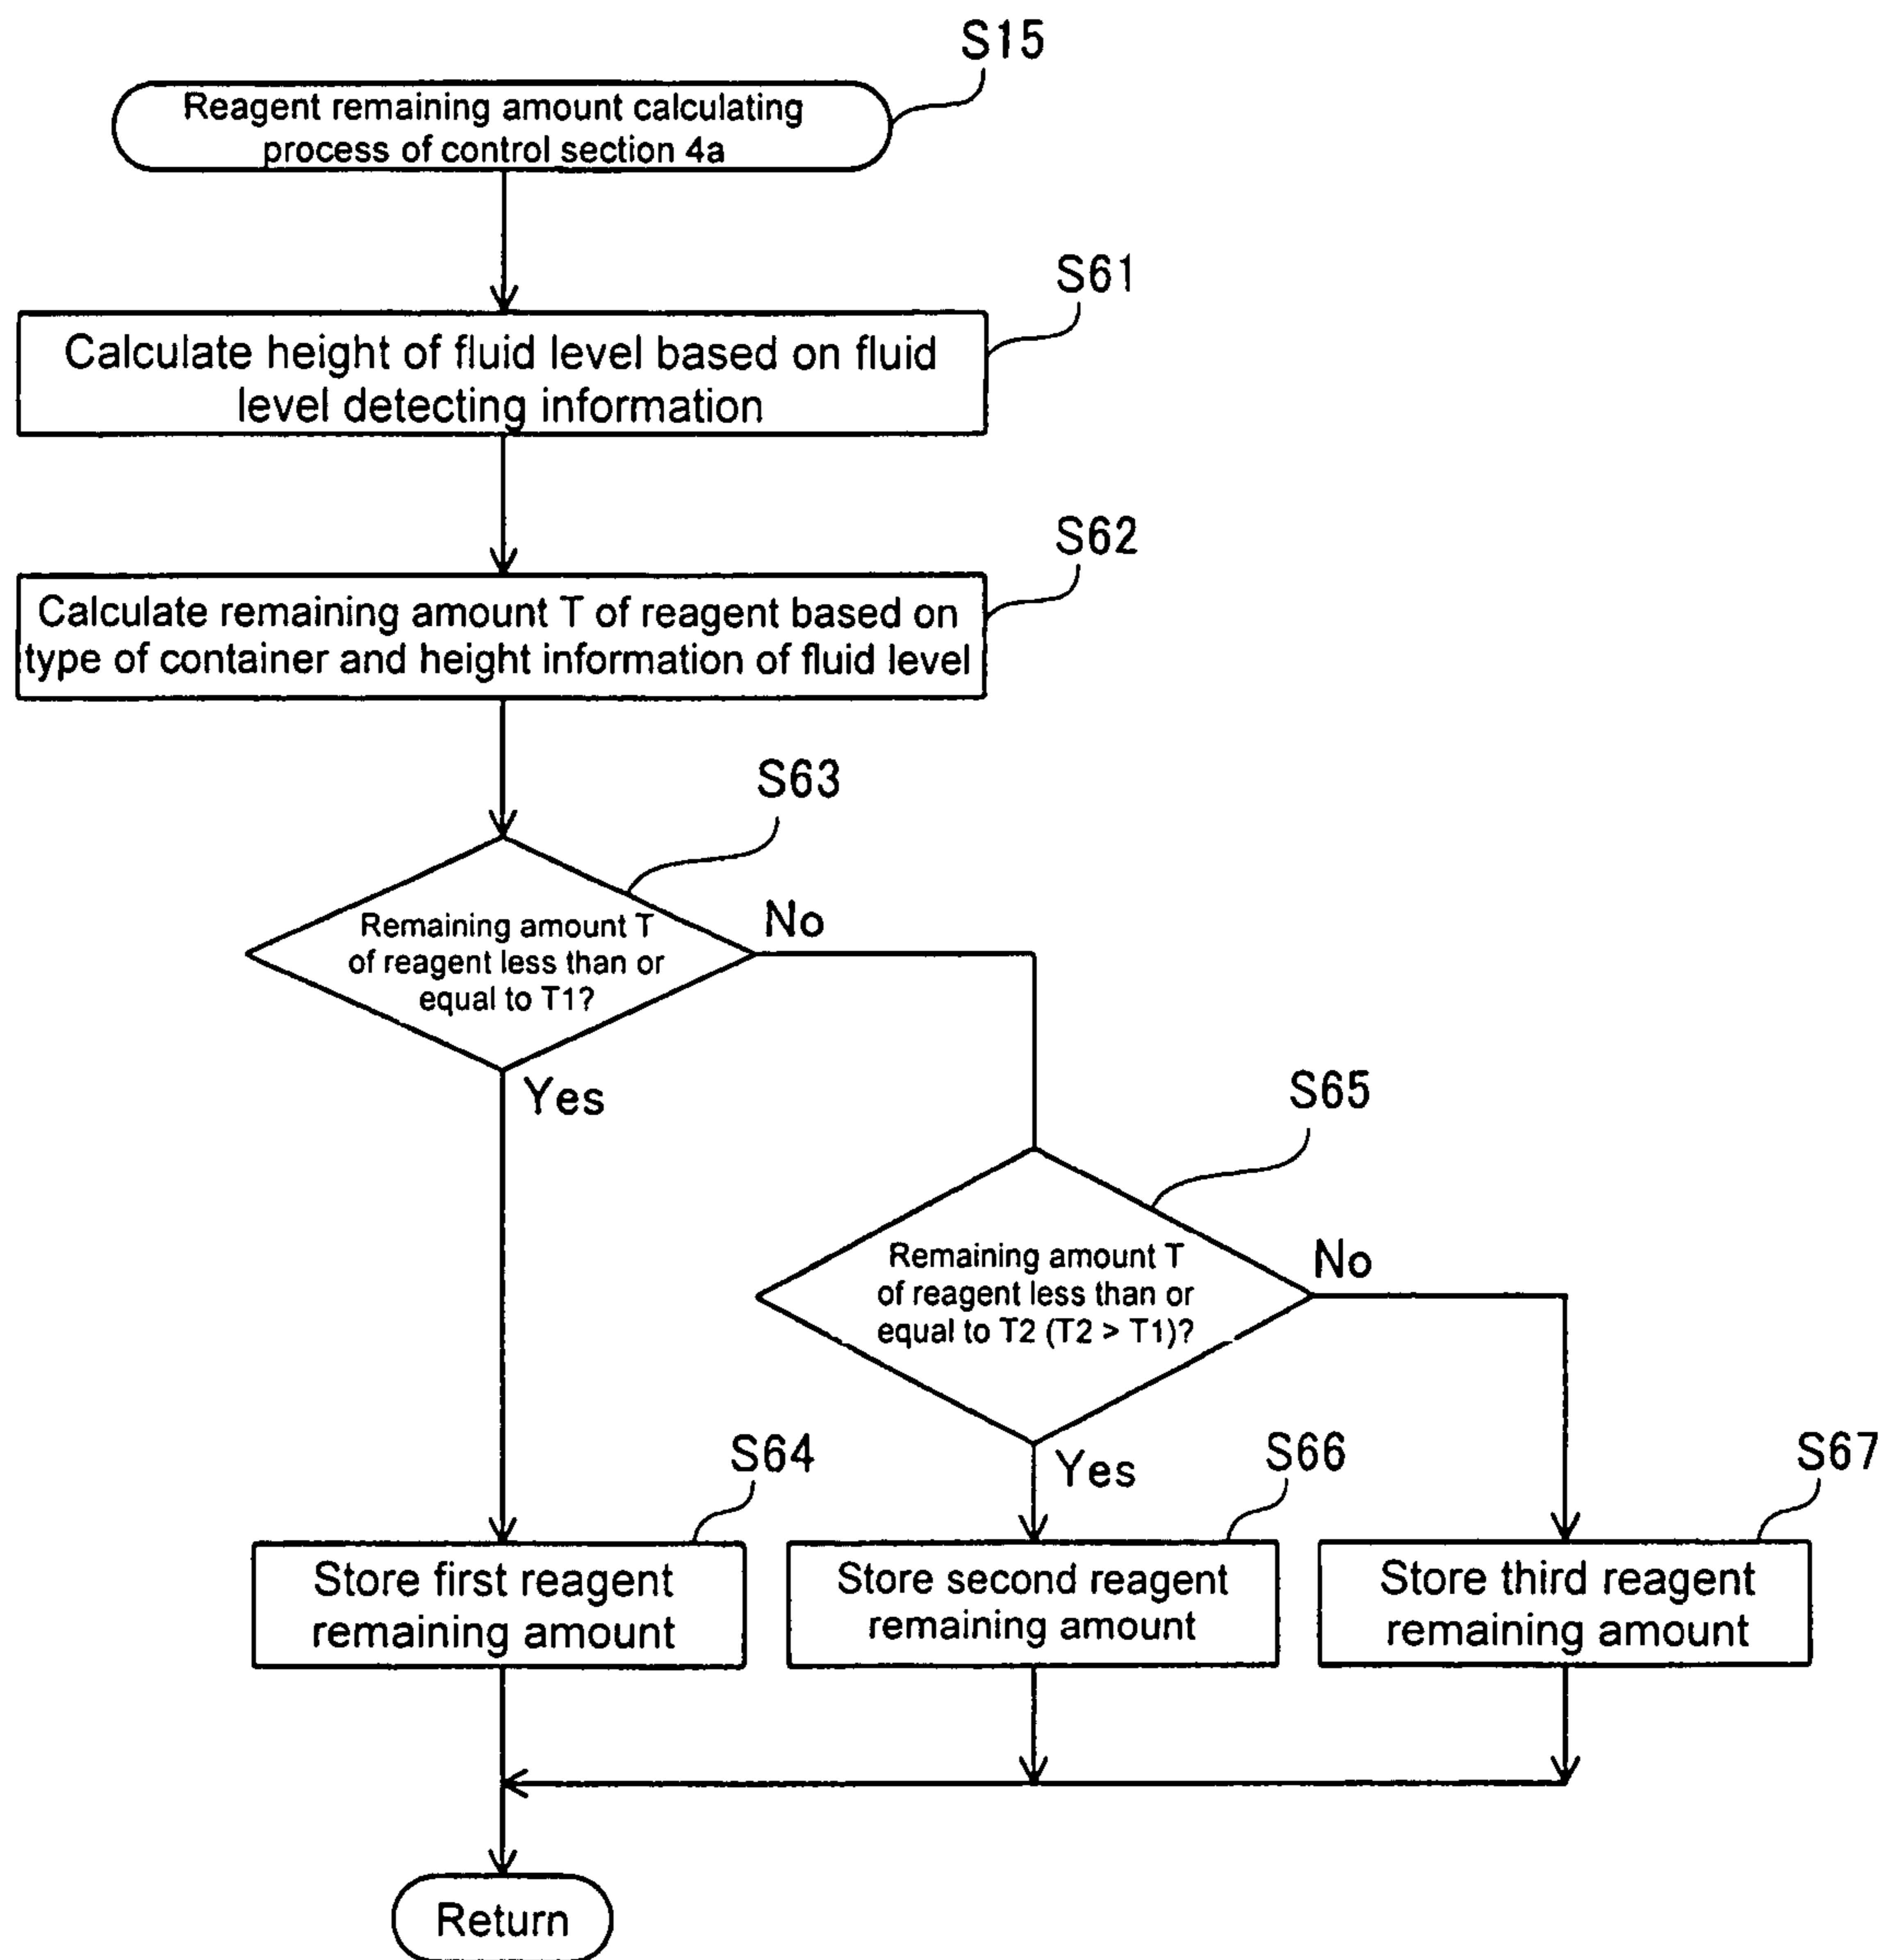 S15
Reagent remaining amount calculating
process of control section 4a
S61
Calculate height of fluid level based on fluid
level detecting information
S62
Calculate remaining amount T of reagent based on
type of container and height information of fluid level
S63
Remaining amount T
of reagent less than or
equal to T1?
No
Yes
S65
Remaining amount T
of reagent less than or
equal to T2 (T2 > T1)?
No
Yes
S64
Store first reagent
remaining amount
S66
Store second reagent
remaining amount
S67
Store third reagent
remaining amount
Return